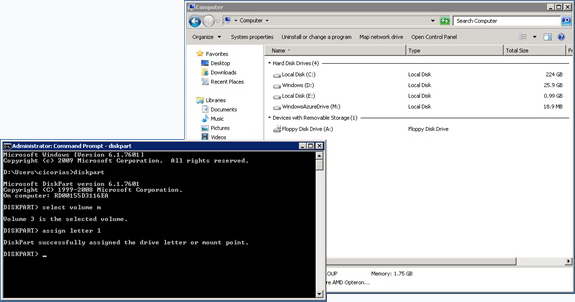 Computer
Computer
Search Computer
Organize System properties Uninstall or change a program Map network drive Open Control Panel
Favorites
Desktop
Downloads
Recent Places
Libraries
Documents
Music
Pictures
Videos
Name Type Total Size
Hard Disk Drives (4)
Local Disk (C:) Local Disk 224 GB
Windows (D:) Local Disk 25.9 GB
Local Disk (E:) Local Disk 0.99 GB
WindowsAzureDrive (M:) Local Disk 18.9 MB
Devices with Removable Storage (1)
Floppy Disk Drive (A:) Floppy Disk Drive
OUP Memory: 1.75 GB
re AMD Opteron...
Administrator: Command Prompt - diskpart
Microsoft Windows [Version 6.1.7601]
Copyright (c) 2009 Microsoft Corporation. All rights reserved.
D:\Users\cicorias>diskpart
Microsoft DiskPart version 6.1.7601
Copyright (C) 1999-2008 Microsoft Corporation.
On computer: RD00155D3116EA
DISKPART> select volume m
Volume 3 is the selected volume.
DISKPART> assign letter l
DiskPart successfully assigned the drive letter or mount point.
DISKPART> _